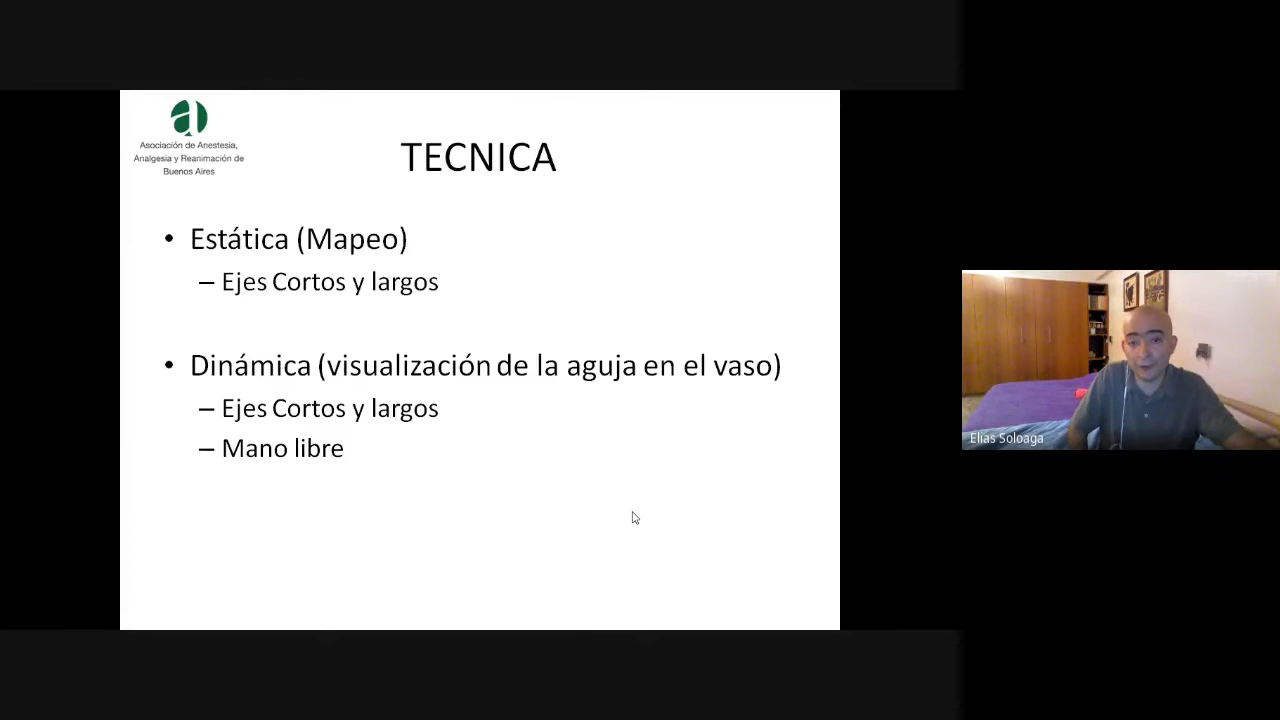 Asociación de Anestesia,
Analgesia y Reanimación de
Buenos Aires
TECNICA
• Estática (Mapeo)
– Ejes Cortos y largos
• Dinámica (visualización de la aguja en el vaso)
– Ejes Cortos y largos
– Mano libre
Elias Soloaga